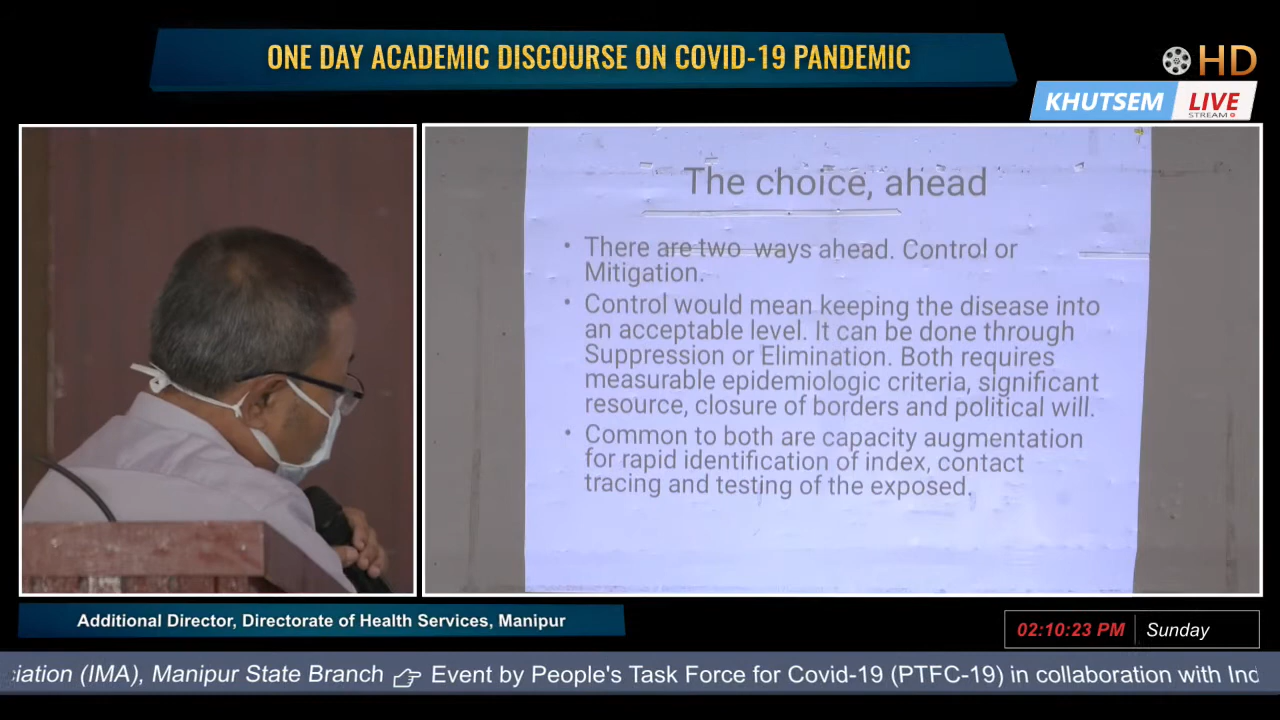 ONE DAY ACADEMIC DISCOURSE ON COVID-19 PANDEMIC
HD
KHUTSEM LIVE
STREAM
The choice, ahead
• There are two ways ahead. Control or
Mitigation.
• Control would mean keeping the disease into
an acceptable level. It can be done through
Suppression or Elimination. Both requires
measurable epidemiologic criteria, significant
resource, closure of borders and political will.
• Common to both are capacity augmentation
for rapid identification of index, contact
tracing and testing of the exposed.
Additional Director, Directorate of Health Services, Manipur
02:10:23 PM Sunday
(IMA), Manipur State Branch Event by People's Task Force for Covid-19 (PTFC-19) in collaboration with